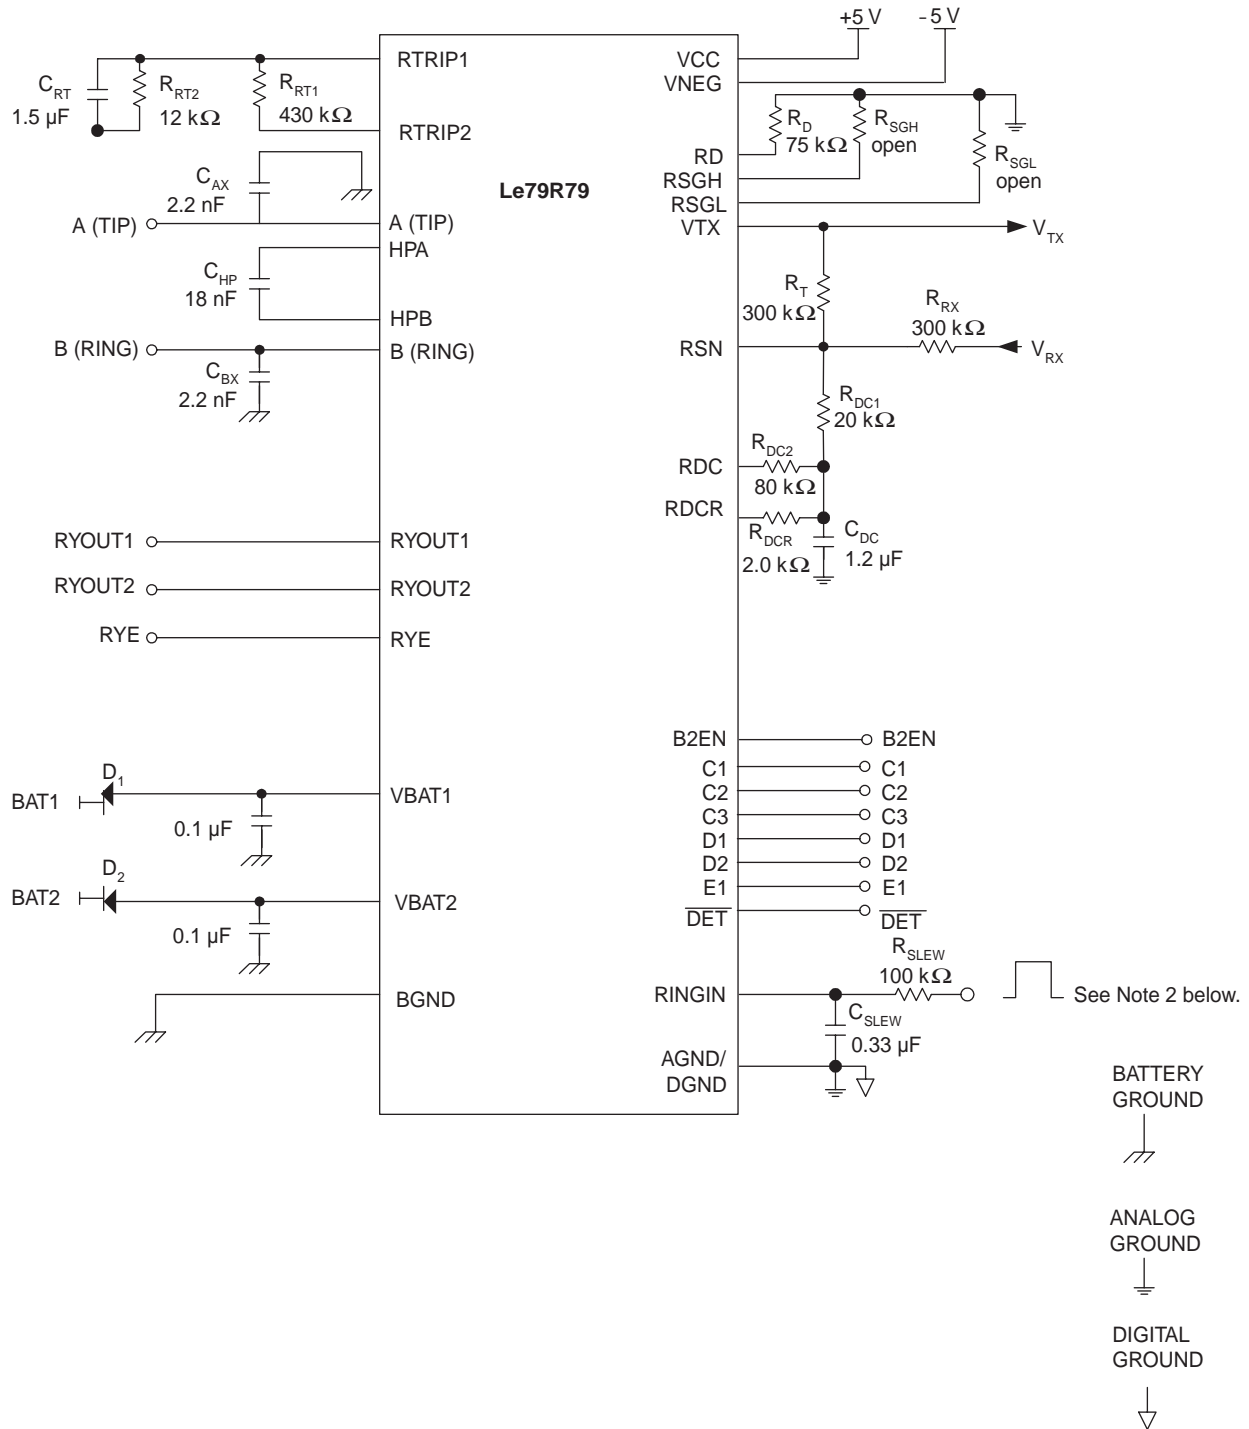 +5 V
-5 V
RTRIP1
VCC
VNEG
C_RT
1.5 µF
R_RT2
12 kΩ
R_RT1
430 kΩ
RTRIP2
R_D
75 kΩ
R_SGH
open
R_SGL
open
RD
RSGH
RSGL
VTX
V_TX
Le79R79
C_AX
2.2 nF
A (TIP)
A (TIP)
HPA
C_HP
18 nF
HPB
B (RING)
B (RING)
C_BX
2.2 nF
R_T
300 kΩ
R_RX
300 kΩ
RSN
V_RX
R_DC1
20 kΩ
R_DC2
RDC
80 kΩ
RDCR
R_DCR
2.0 kΩ
C_DC
1.2 µF
RYOUT1
RYOUT1
RYOUT2
RYOUT2
RYE
RYE
B2EN
B2EN
C1
C1
C2
C2
C3
C3
D1
D1
D2
D2
E1
E1
DET
DET
D_1
BAT1
VBAT1
0.1 µF
D_2
BAT2
VBAT2
0.1 µF
BGND
R_SLEW
100 kΩ
RINGIN
See Note 2 below.
C_SLEW
0.33 µF
AGND/
DGND
BATTERY
GROUND
ANALOG
GROUND
DIGITAL
GROUND